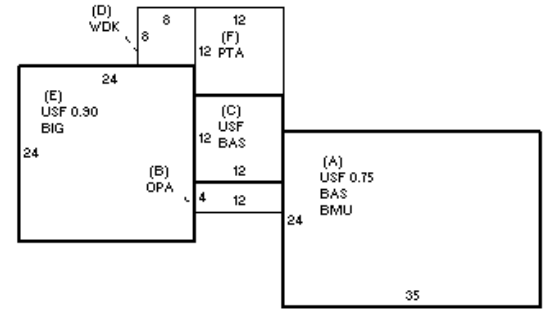 (D)
WDK
8
12
8
(F)
12 PTA
24
(E)
USF 0.90
BIG
24
(C)
USF
12 BAS
12
(B)
OPA
4
12
(A)
USF 0.75
BAS
BMU
24
35